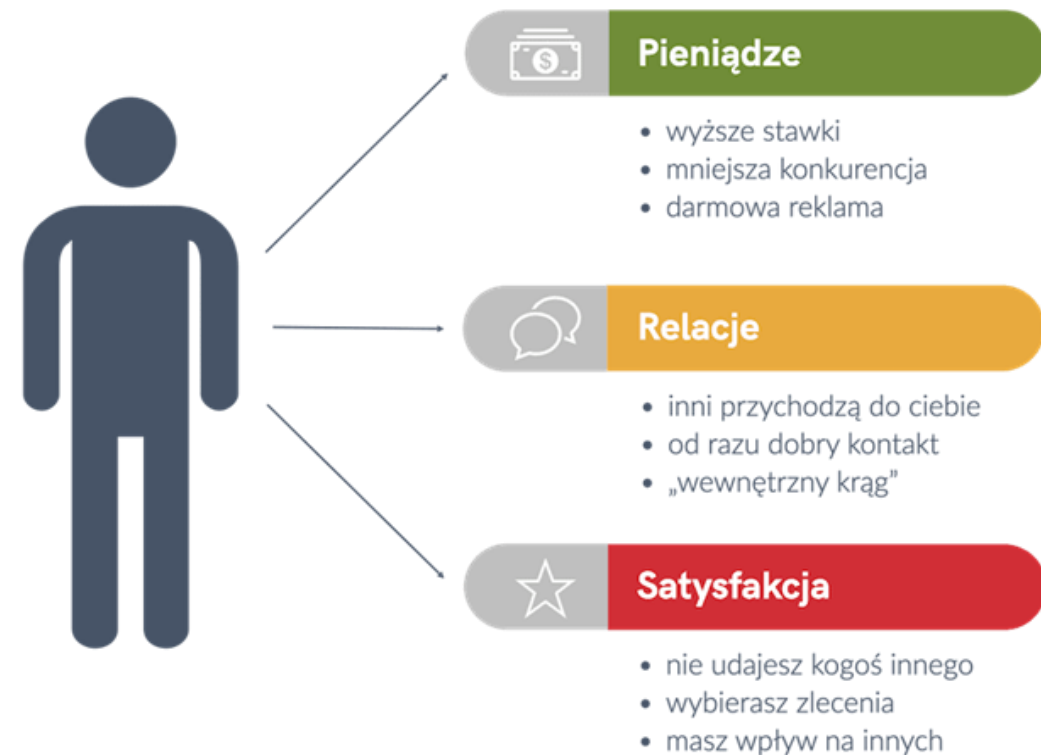 Pieniądze
• wyższe stawki
• mniejsza konkurencja
• darmowa reklama
Relacje
• inni przychodzą do ciebie
• od razu dobry kontakt
• „wewnętrzny krąg”
Satysfakcja
• nie udajesz kogoś innego
• wybierasz zlecenia
• masz wpływ na innych